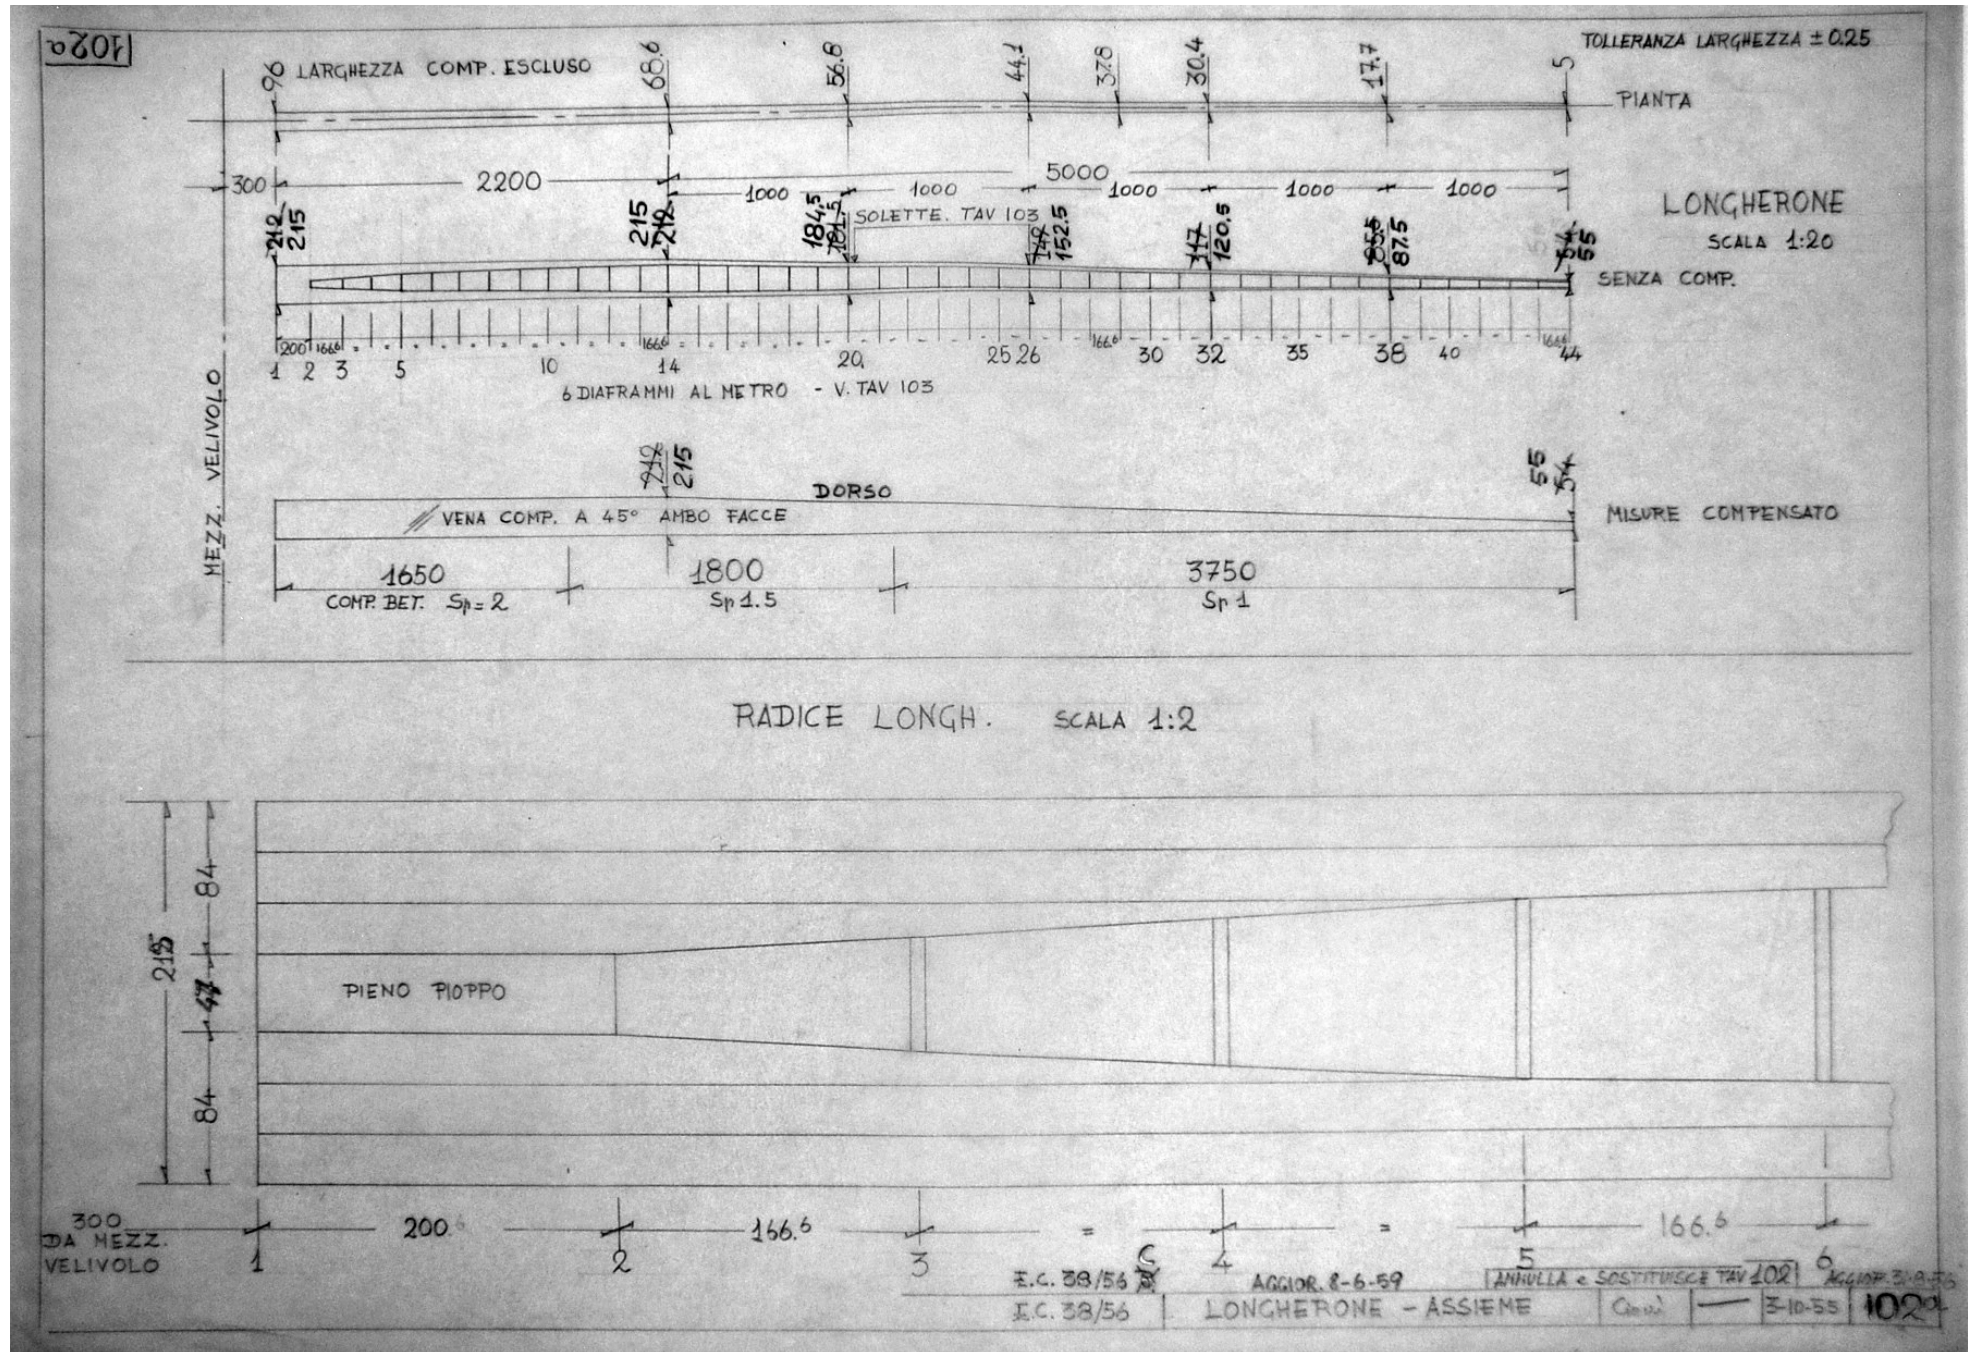 102a
TOLLERANZA LARGHEZZA ± 0.25
96 LARGHEZZA COMP. ESCLUSO 68.6 56.8 44.1 37.8 30.4 17.7 5
PIANTA
300 2200 5000
1000 1000 1000 1000 1000
212 215 215 212 184.5 181.5 SOLETTE. TAV 103 149 152.5 117 120.5 85.5 87.5 54 55
LONGHERONE
SCALA 1:20
SENZA COMP.
200 166.6 166.6 166.6 166.6
1 2 3 5 10 14 20 25 26 30 32 35 38 40 44
6 DIAFRAMMI AL METRO - V. TAV 103
MEZZ. VELIVOLO
212 215 55 54
DORSO
VENA COMP. A 45° AMBO FACCE
MISURE COMPENSATO
1650 1800 3750
COMP. BET. Sp=2 Sp 1.5 Sp 1
RADICE LONGH. SCALA 1:2
84
215 47
PIENO PIOPPO
84
300
DA MEZZ.
VELIVOLO
200 166.6 = = 166.6
1 2 3 4 5 6
E.C. 38/56 AGGIOR. 8-6-59 ANNULLA e SOSTITUISCE TAV 102
E.C. 38/56 LONGHERONE - ASSIEME 3-10-55 102a